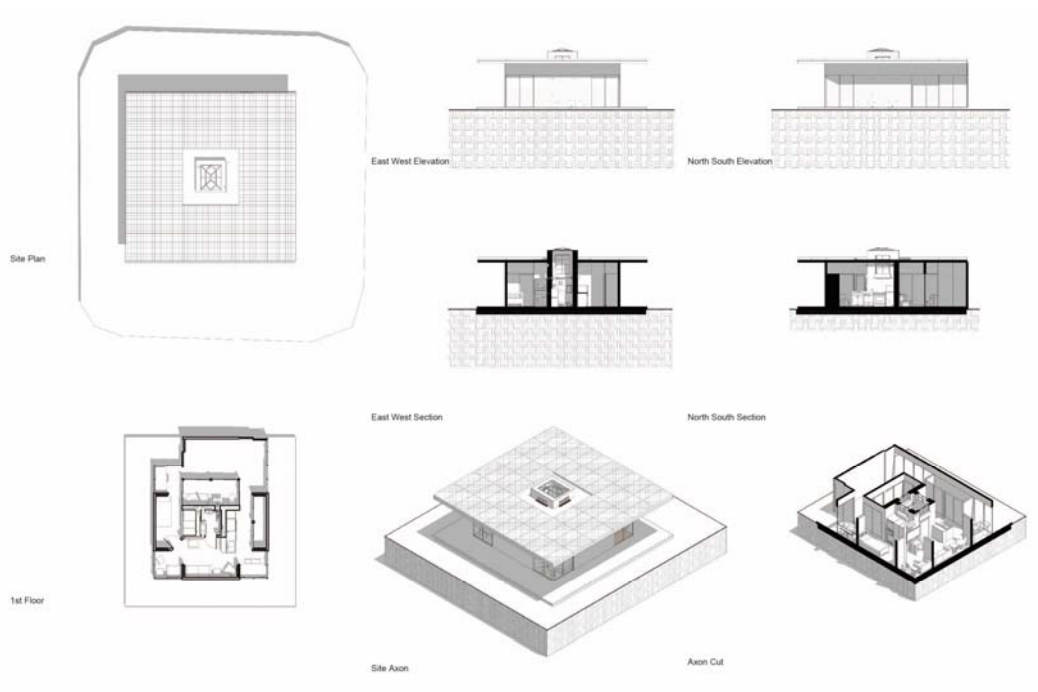 East West Elevation
North South Elevation
Site Plan
East West Section
North South Section
1st Floor
Site Axon
Axon Cut